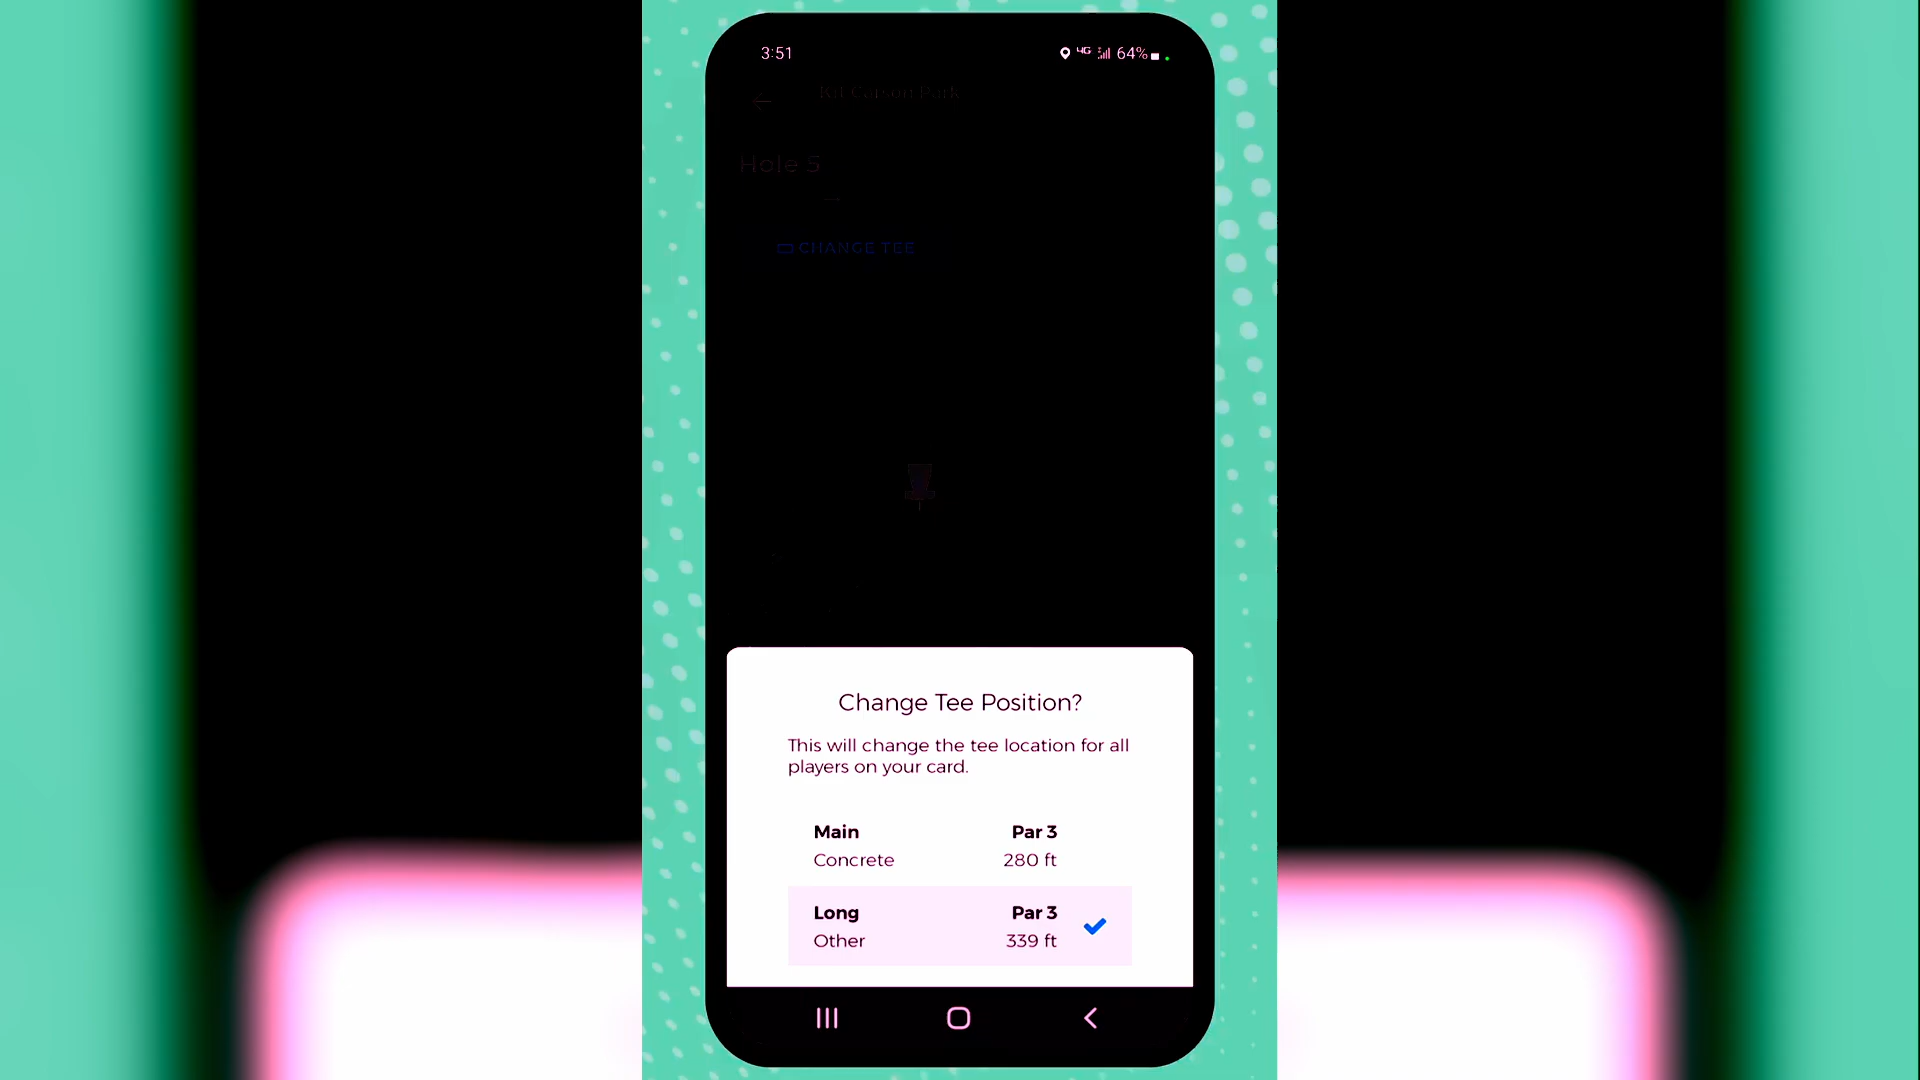 3:51
4G 64%
Kit Carson Park
Hole 5
CHANGE TEE
Change Tee Position?
This will change the tee location for all
players on your card.
Main Par 3
Concrete 280 ft
Long Par 3
Other 339 ft